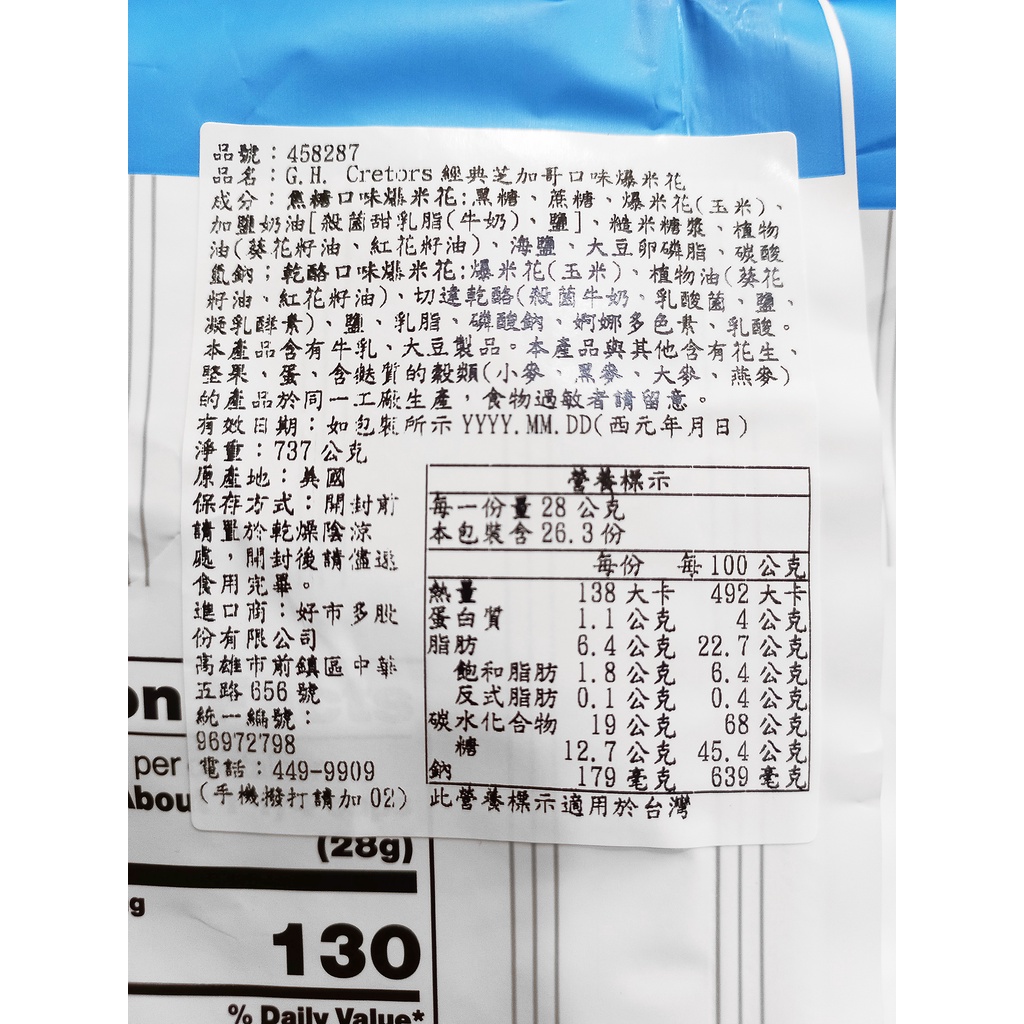 品號：458287
品名：G.H. Cretors 經典芝加哥口味爆米花
成分：焦糖口味爆米花:黑糖、蔗糖、爆米花(玉米)、
加鹽奶油[殺菌甜乳脂(牛奶)、鹽]、糙米糖漿、植物
油(葵花籽油、紅花籽油)、海鹽、大豆卵磷脂、碳酸
氫鈉；乾酪口味爆米花:爆米花(玉米)、植物油(葵花
籽油、紅花籽油)、切達乾酪(殺菌牛奶、乳酸菌、鹽、
凝乳酵素)、鹽、乳脂、磷酸鈉、婀娜多色素、乳酸。
本產品含有牛乳、大豆製品。本產品與其他含有花生、
堅果、蛋、含麩質的穀類(小麥、黑麥、大麥、燕麥)
的產品於同一工廠生產，食物過敏者請留意。
有效日期：如包裝所示 YYYY.MM.DD(西元年月日)
淨重：737 公克
原產地：美國
保存方式：開封前
請置於乾燥陰涼
處，開封後請儘速
食用完畢。
進口商：好市多股
份有限公司
高雄市前鎮區中華
五路 656 號
統一編號：
96972798
電話：449-9909
(手機撥打請加 02)
營養標示
每一份量 28 公克
本包裝含 26.3 份
每份 每 100 公克
熱量 138 大卡 492 大卡
蛋白質 1.1 公克 4 公克
脂肪 6.4 公克 22.7 公克
飽和脂肪 1.8 公克 6.4 公克
反式脂肪 0.1 公克 0.4 公克
碳水化合物 19 公克 68 公克
糖 12.7 公克 45.4 公克
鈉 179 毫克 639 毫克
此營養標示適用於台灣
on
per
Abou
(28g)
g
130
% Daily Value*